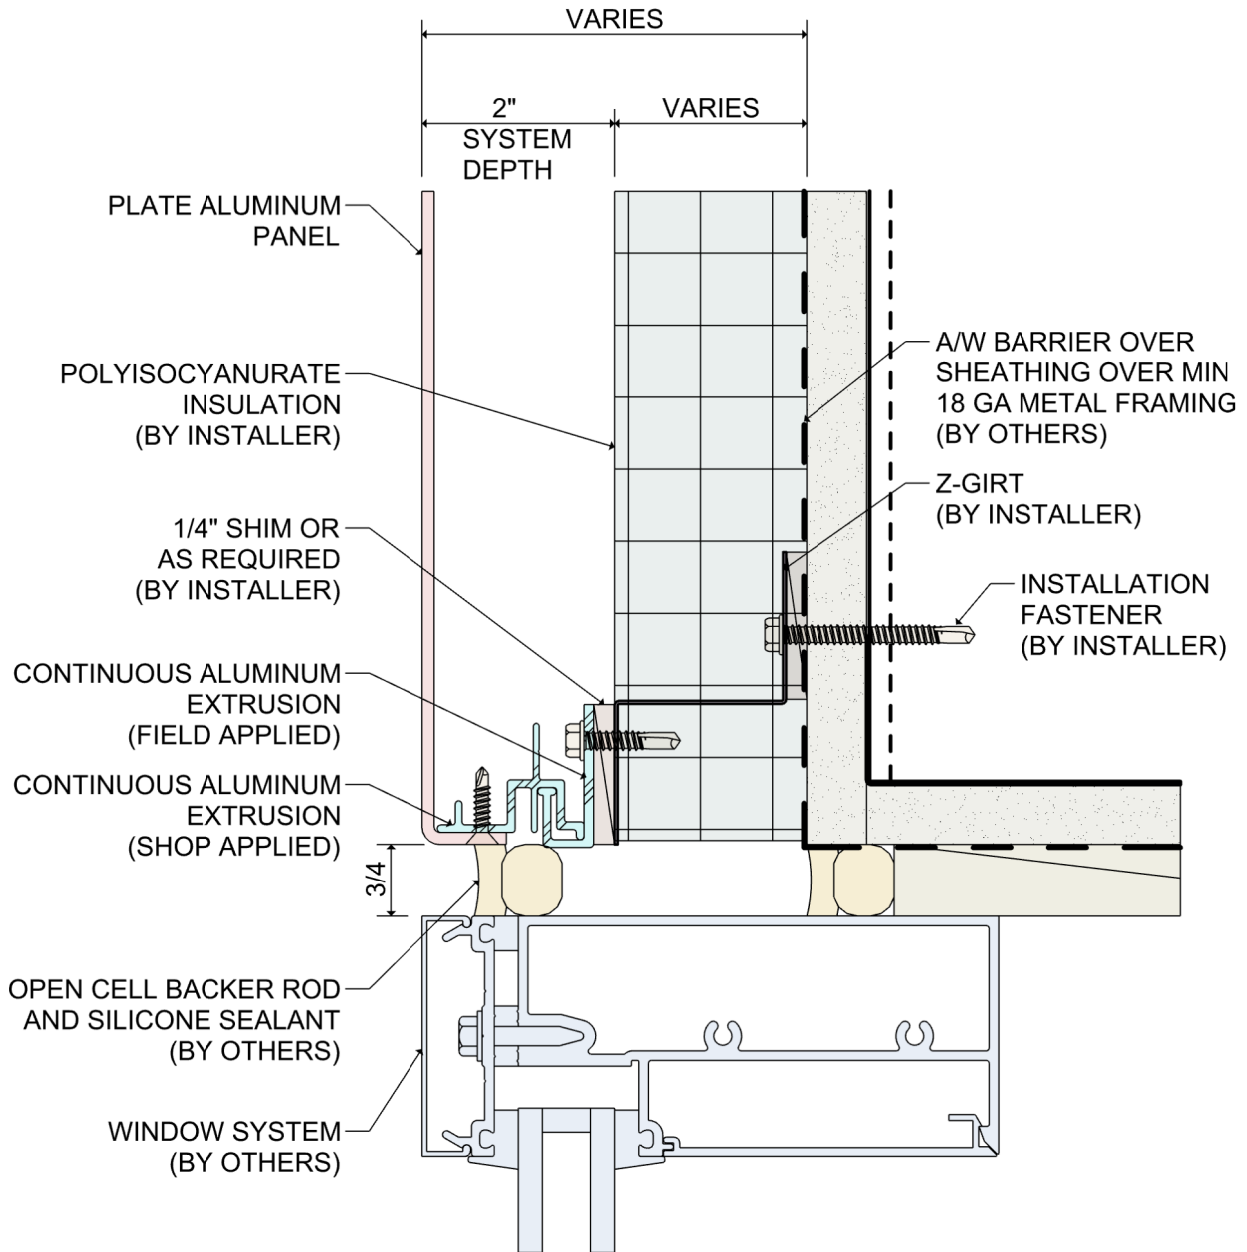 VARIES
2"
SYSTEM
DEPTH
VARIES
PLATE ALUMINUM
PANEL
POLYISOCYANURATE
INSULATION
(BY INSTALLER)
1/4" SHIM OR
AS REQUIRED
(BY INSTALLER)
CONTINUOUS ALUMINUM
EXTRUSION
(FIELD APPLIED)
CONTINUOUS ALUMINUM
EXTRUSION
(SHOP APPLIED)
3/4
OPEN CELL BACKER ROD
AND SILICONE SEALANT
(BY OTHERS)
WINDOW SYSTEM
(BY OTHERS)
A/W BARRIER OVER
SHEATHING OVER MIN
18 GA METAL FRAMING
(BY OTHERS)
Z-GIRT
(BY INSTALLER)
INSTALLATION
FASTENER
(BY INSTALLER)